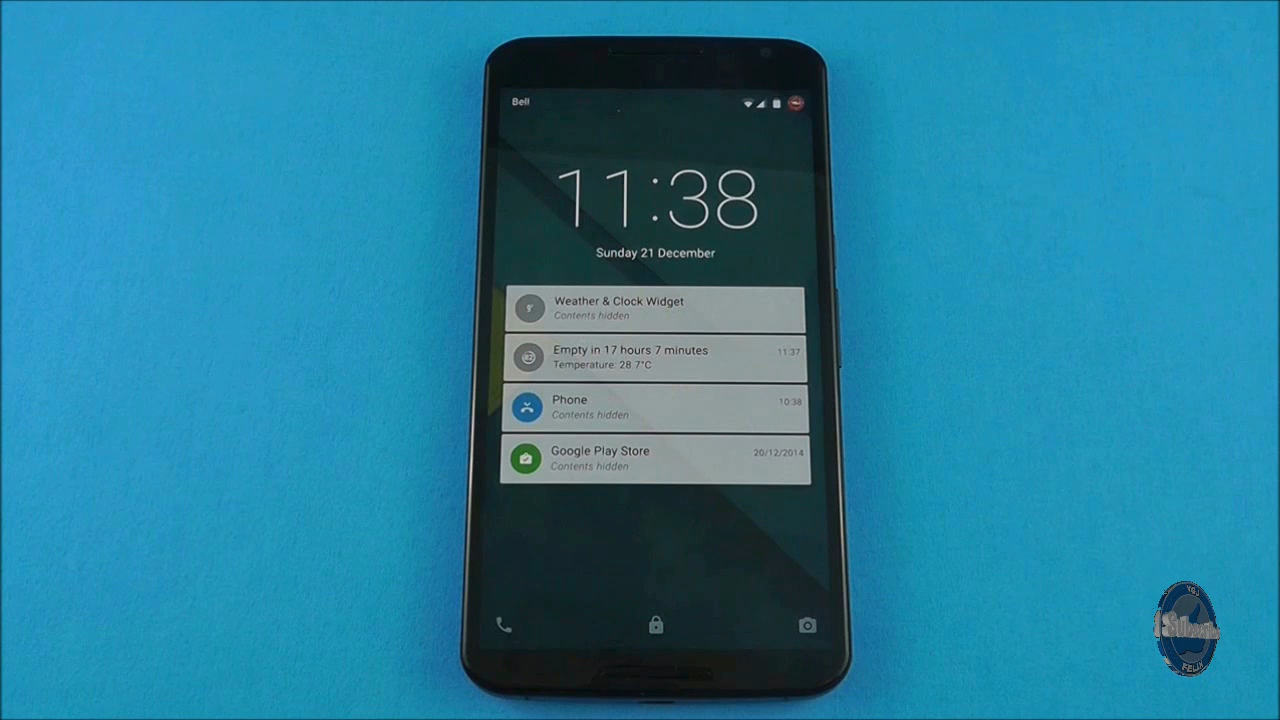 Bell
11:38
Sunday 21 December
Weather & Clock Widget
Contents hidden
Empty in 17 hours 7 minutes
11:37
Temperature: 28.7°C
Phone
10:38
Contents hidden
Google Play Store
20/12/2014
Contents hidden
FELIX